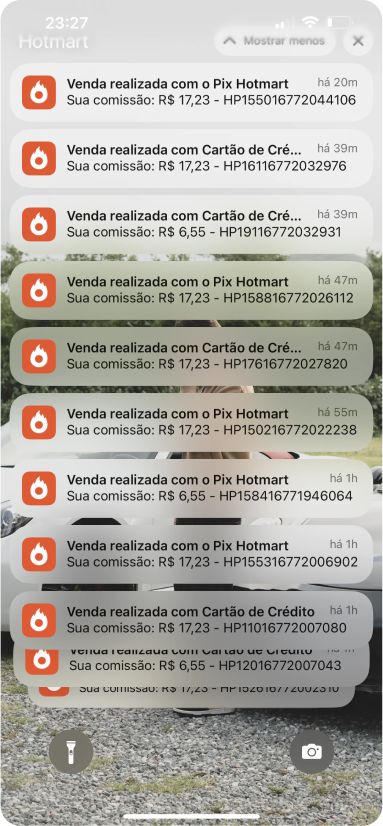 23:27
Hotmart
Mostrar menos
Venda realizada com o Pix Hotmart há 20m
Sua comissão: R$ 17,23 - HP155016772044106
Venda realizada com Cartão de Cré... há 39m
Sua comissão: R$ 17,23 - HP16116772032976
Venda realizada com Cartão de Cré... há 39m
Sua comissão: R$ 6,55 - HP19116772032931
Venda realizada com o Pix Hotmart há 47m
Sua comissão: R$ 17,23 - HP158816772026112
Venda realizada com Cartão de Cré... há 47m
Sua comissão: R$ 17,23 - HP17616772027820
Venda realizada com o Pix Hotmart há 55m
Sua comissão: R$ 17,23 - HP150216772022238
Venda realizada com o Pix Hotmart há 1h
Sua comissão: R$ 6,55 - HP158416771946064
Venda realizada com o Pix Hotmart há 1h
Sua comissão: R$ 17,23 - HP155316772006902
Venda realizada com Cartão de Crédito há 1h
Sua comissão: R$ 17,23 - HP11016772007080
Venda realizada com Cartão de Crédito há 1h
Sua comissão: R$ 6,55 - HP12016772007043
Sua comissão: R$ 17,23 - HP152616772002310